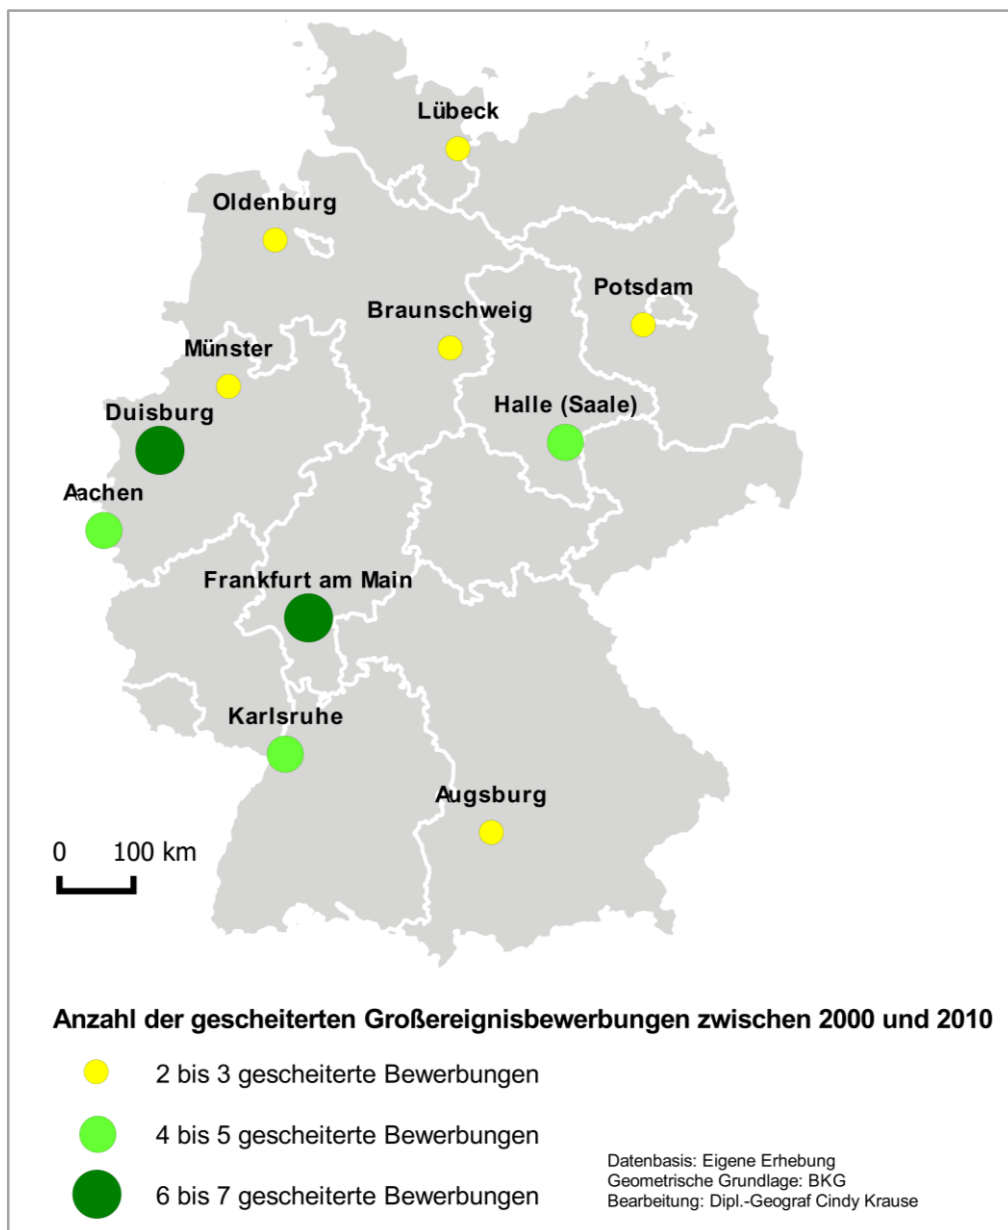 Lübeck
Oldenburg
Potsdam
Braunschweig
Münster
Halle (Saale)
Duisburg
Aachen
Frankfurt am Main
Karlsruhe
Augsburg
0 100 km
Anzahl der gescheiterten Großereignisbewerbungen zwischen 2000 und 2010
2 bis 3 gescheiterte Bewerbungen
4 bis 5 gescheiterte Bewerbungen
6 bis 7 gescheiterte Bewerbungen
Datenbasis: Eigene Erhebung
Geometrische Grundlage: BKG
Bearbeitung: Dipl.-Geograf Cindy Krause